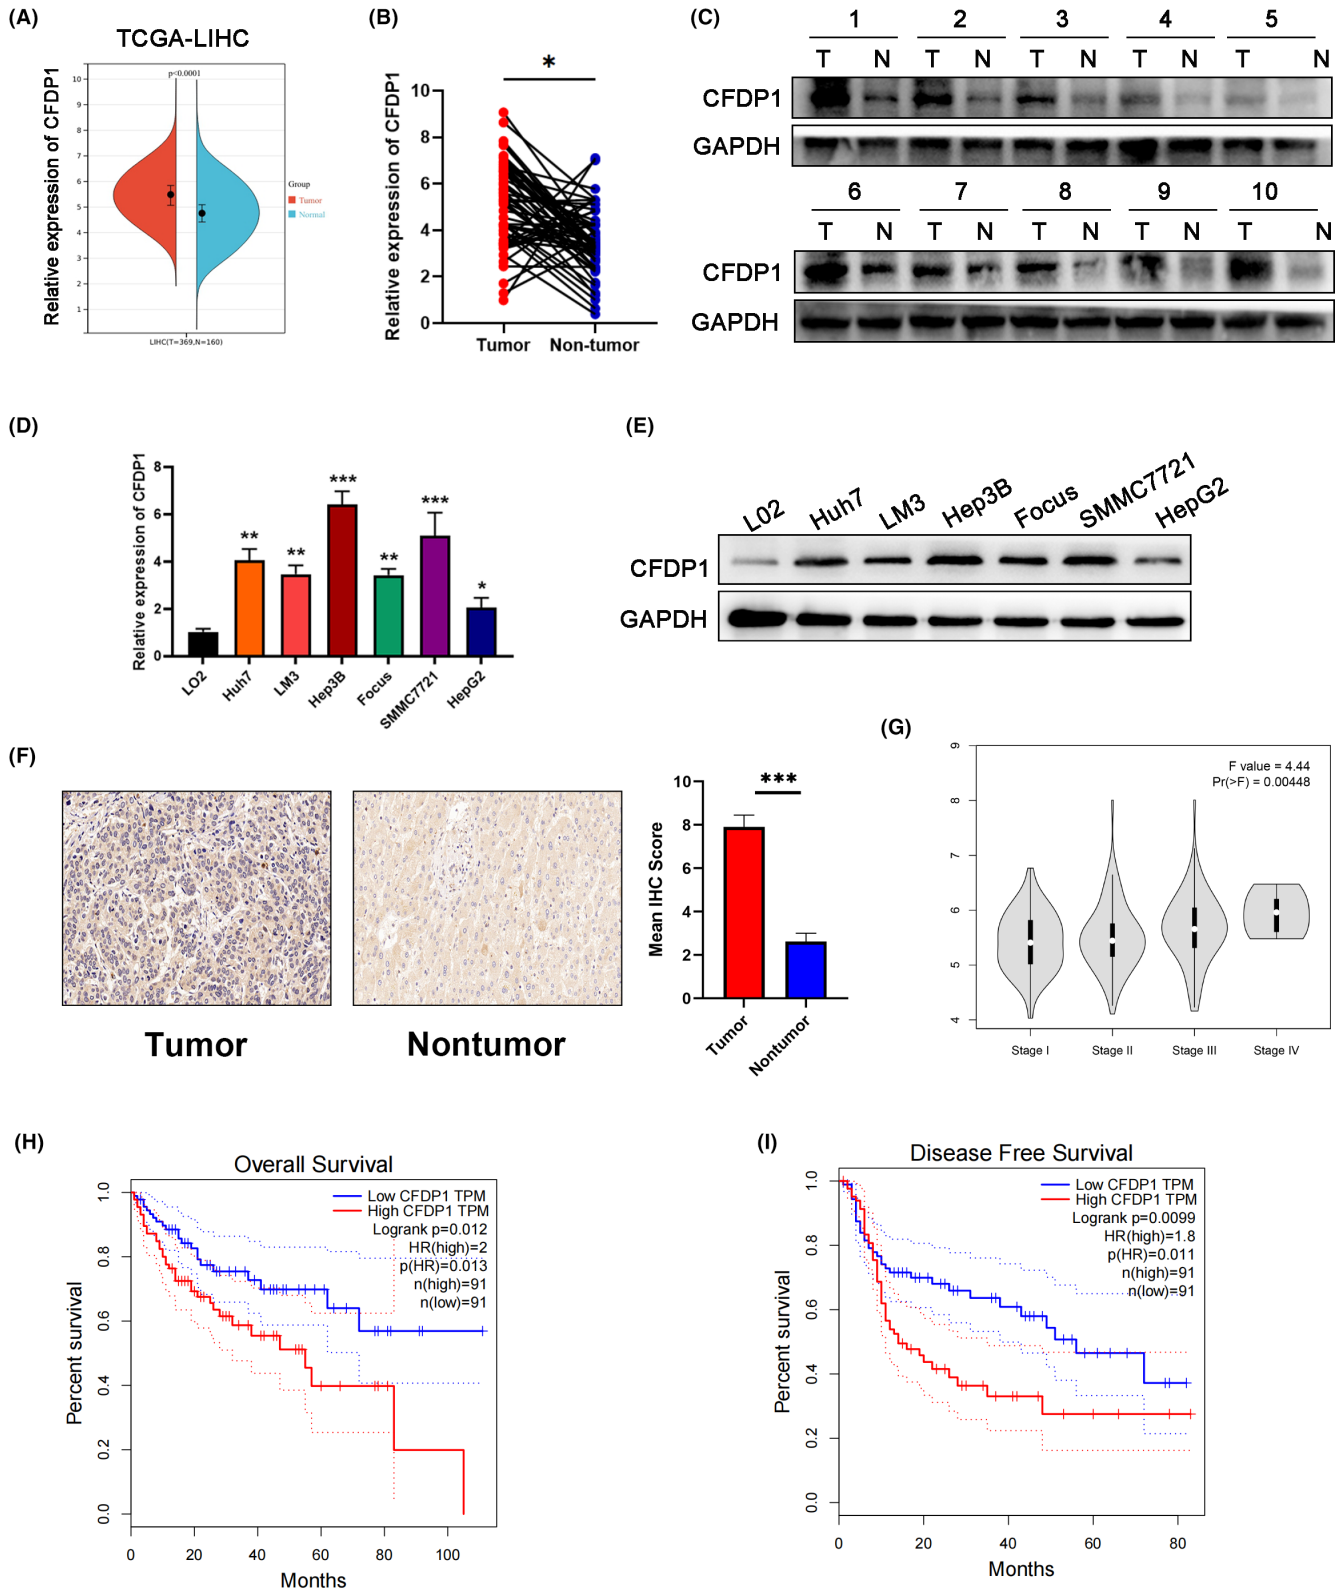 (A)
TCGA-LIHC
Relative expression of CFDP1
p<0.0001
10
9
8
7
6
5
4
3
2
1
Group
Tumor
Normal
LIHC(T=369,N=160)
(B)
Relative expression of CFDP1
*
10
8
6
4
2
0
Tumor Non-tumor
(C)
1 2 3 4 5
T N T N T N T N T N
CFDP1
GAPDH
6 7 8 9 10
T N T N T N T N T N
CFDP1
GAPDH
(D)
Relative expression of CFDP1
8
6
4
2
0
** ** *** ** *** *
LO2 Huh7 LM3 Hep3B Focus SMMC7721 HepG2
(E)
L02 Huh7 LM3 Hep3B Focus SMMC7721 HepG2
CFDP1
GAPDH
(F)
Tumor Nontumor
Mean IHC Score
10
8
6
4
2
0
***
Tumor Nontumor
(G)
F value = 4.44
Pr(>F) = 0.00448
9
8
7
6
5
4
Stage I Stage II Stage III Stage IV
(H)
Overall Survival
Low CFDP1 TPM
High CFDP1 TPM
Logrank p=0.012
HR(high)=2
p(HR)=0.013
n(high)=91
n(low)=91
Percent survival
1.0
0.8
0.6
0.4
0.2
0.0
0 20 40 60 80 100
Months
(I)
Disease Free Survival
Low CFDP1 TPM
High CFDP1 TPM
Logrank p=0.0099
HR(high)=1.8
p(HR)=0.011
n(high)=91
n(low)=91
Percent survival
1.0
0.8
0.6
0.4
0.2
0.0
0 20 40 60 80
Months